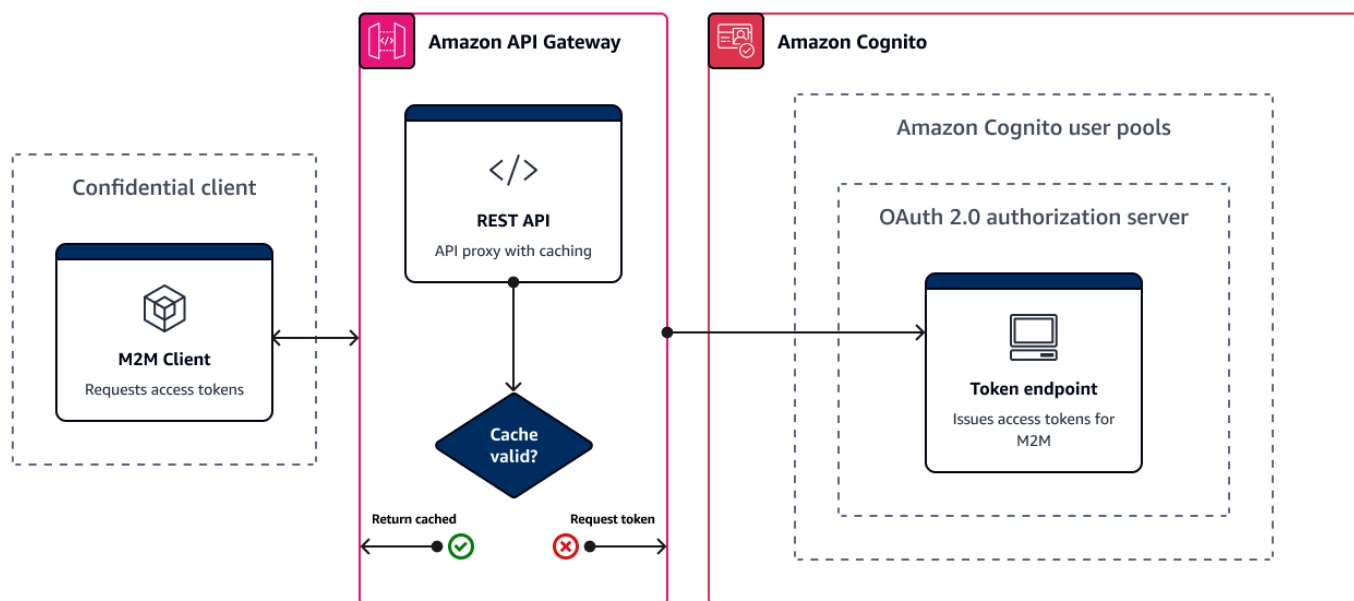 Amazon API Gateway
Amazon Cognito
Confidential client
M2M Client
Requests access tokens
</>
REST API
API proxy with caching
Cache
valid?
Return cached
Request token
Amazon Cognito user pools
OAuth 2.0 authorization server
Token endpoint
Issues access tokens for
M2M